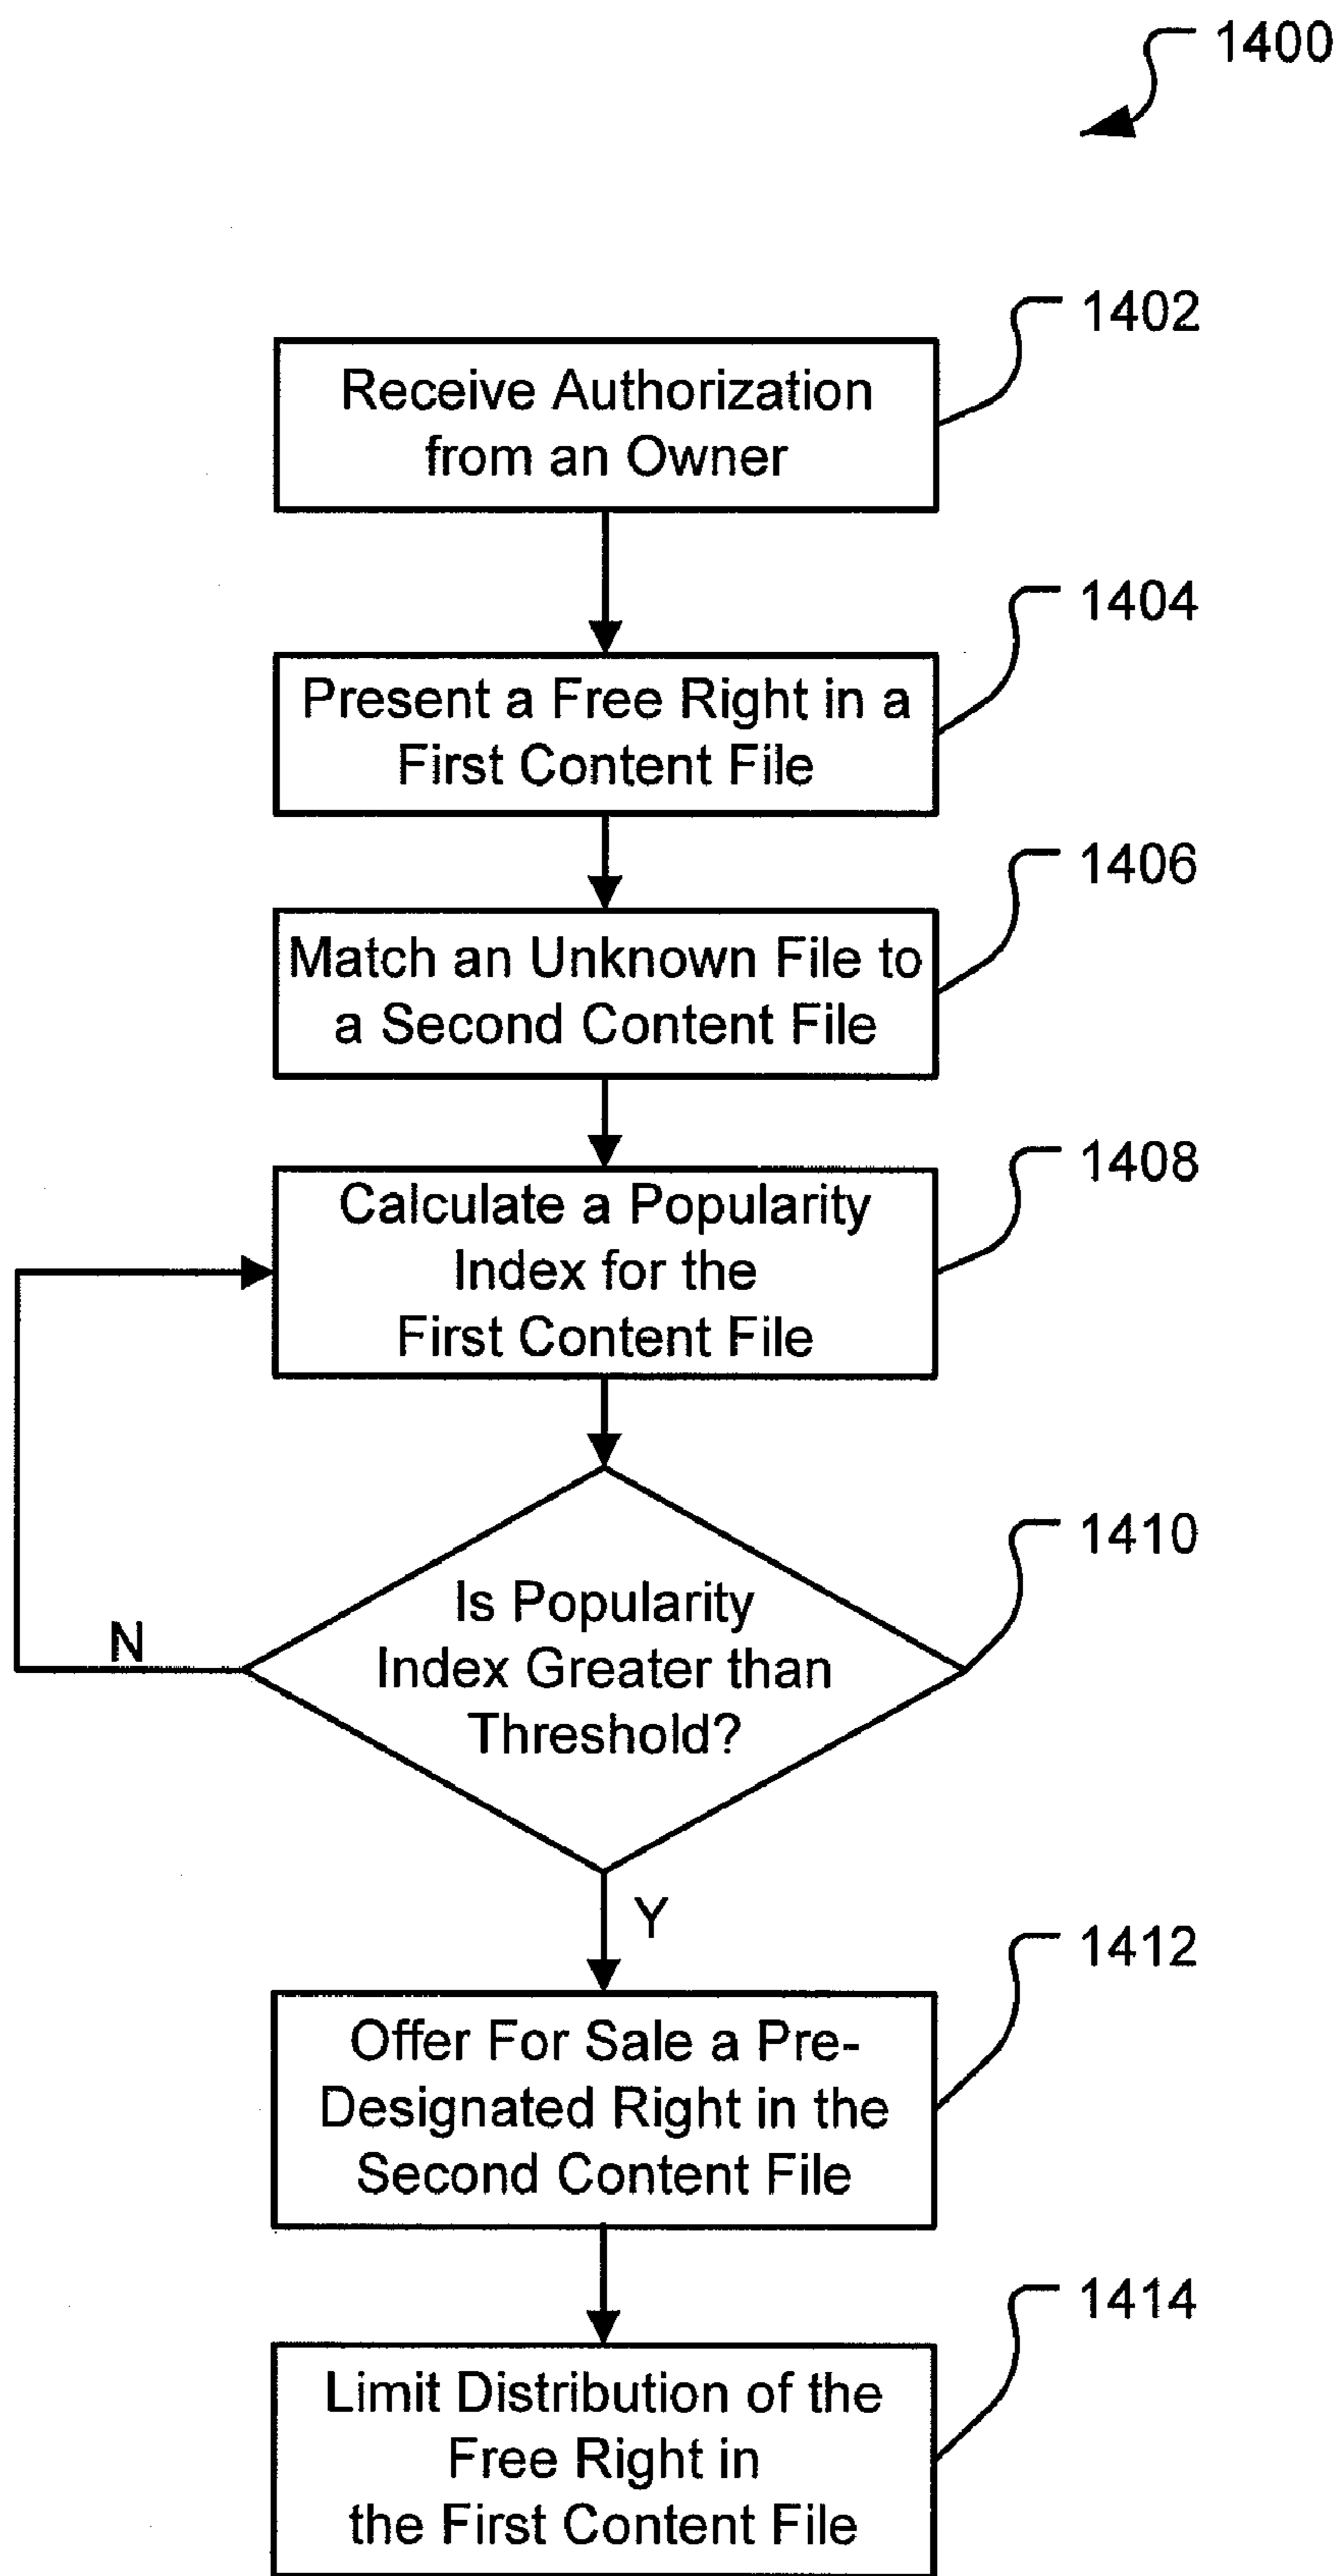 1400
1402
Receive Authorization
from an Owner
1404
Present a Free Right in a
First Content File
1406
Match an Unknown File to
a Second Content File
1408
Calculate a Popularity
Index for the
First Content File
1410
Is Popularity
Index Greater than
Threshold?
N
Y
1412
Offer For Sale a Pre-
Designated Right in the
Second Content File
1414
Limit Distribution of the
Free Right in
the First Content File